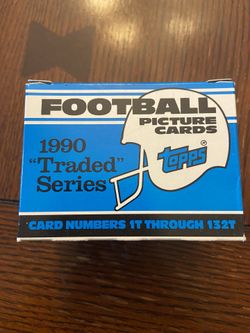 FOOTBALL
PICTURE
CARDS
1990
"Traded"
Series
topps
CARD NUMBERS 1T THROUGH 132T